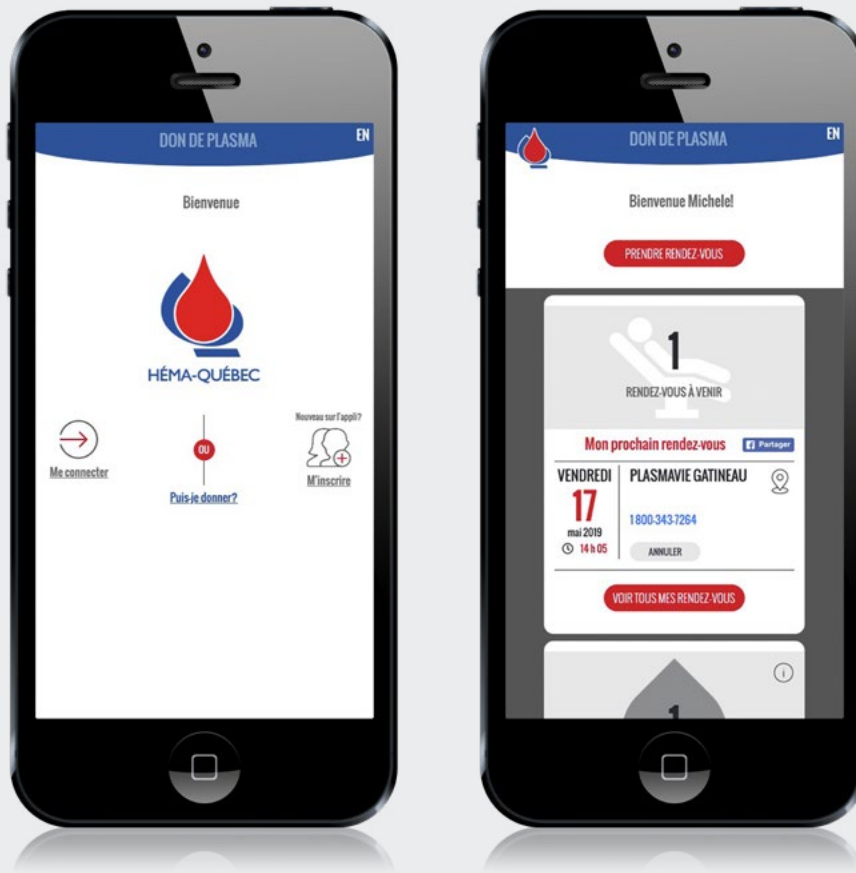 DON DE PLASMA
EN
Bienvenue
HÉMA-QUÉBEC
Nouveau sur l'appli?
OU
Me connecter
M'inscrire
Puis-je donner?
DON DE PLASMA
EN
Bienvenue Michele!
PRENDRE RENDEZ-VOUS
1
RENDEZ-VOUS À VENIR
Mon prochain rendez-vous
f Partager
VENDREDI
17
mai 2019
14 h 05
PLASMAVIE GATINEAU
1 800-343-7264
ANNULER
VOIR TOUS MES RENDEZ-VOUS
i
1